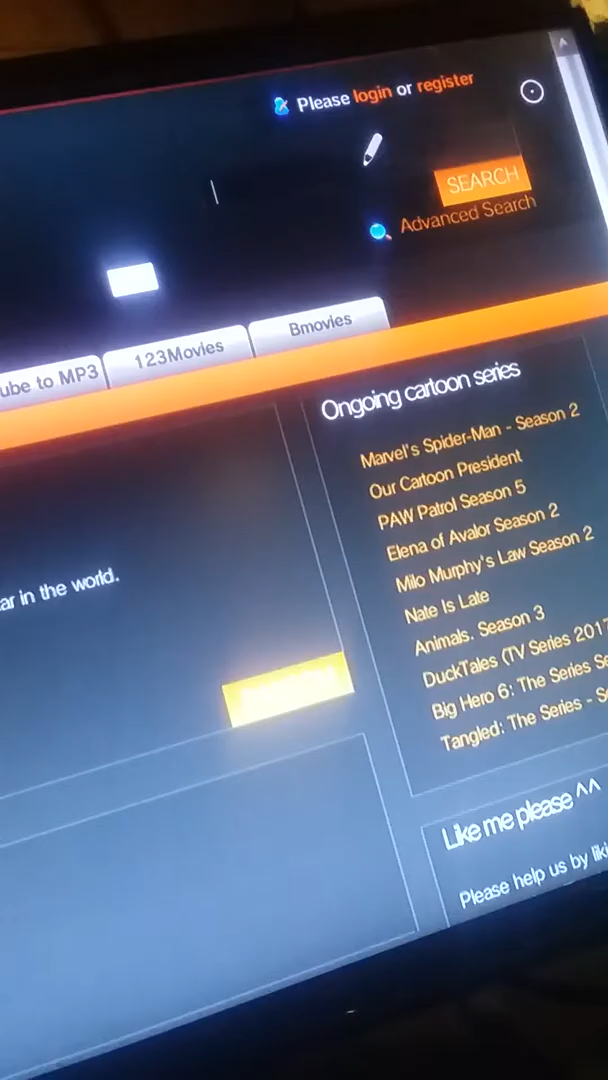 Please login or register
SEARCH
Advanced Search
ube to MP3
123Movies
Bmovies
Ongoing cartoon series
Marvel's Spider-Man - Season 2
Our Cartoon President
PAW Patrol Season 5
Elena of Avalor Season 2
Milo Murphy's Law Season 2
Nate Is Late
Animals. Season 3
DuckTales (TV Series 2017
Big Hero 6: The Series Se
Tangled: The Series - S
ar in the world.
Like me please ^^
Please help us by liki